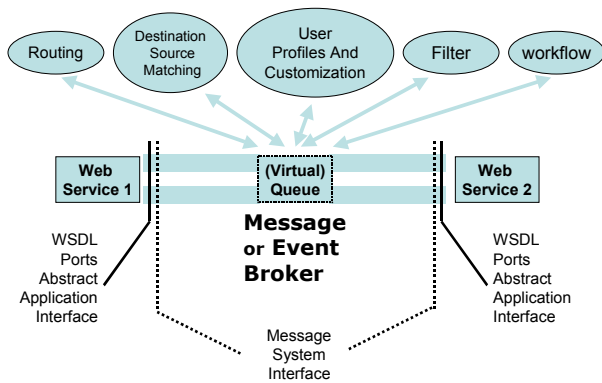 Routing
Destination
Source
Matching
User
Profiles And
Customization
Filter
workflow
Web
Service 1
(Virtual)
Queue
Web
Service 2
Message
or Event
Broker
WSDL
Ports
Abstract
Application
Interface
WSDL
Ports
Abstract
Application
Interface
Message
System
Interface